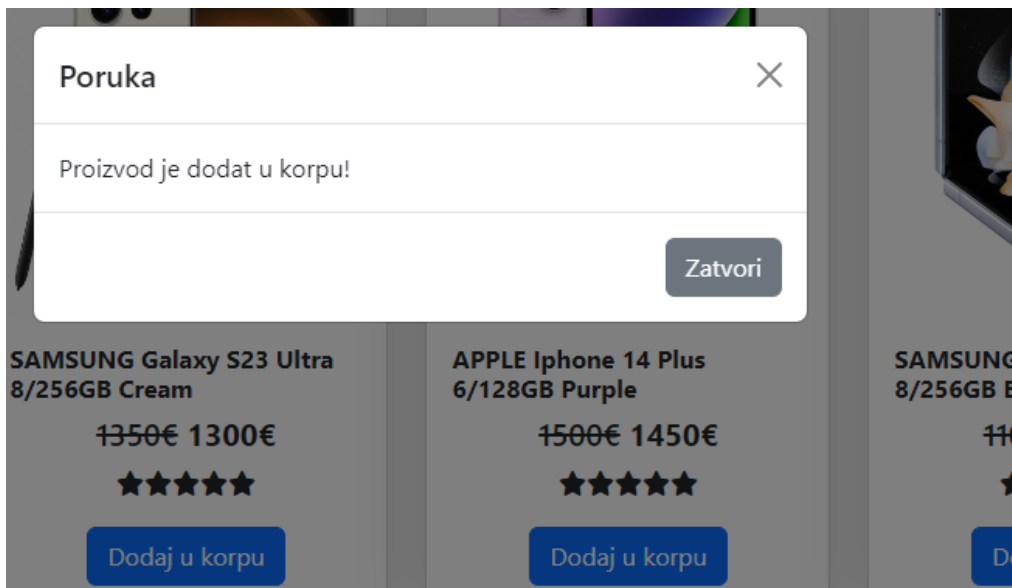 Poruka
Proizvod je dodat u korpu!
Zatvori
SAMSUNG Galaxy S23 Ultra
8/256GB Cream
1350€ 1300€
Dodaj u korpu
APPLE Iphone 14 Plus
6/128GB Purple
1500€ 1450€
Dodaj u korpu
SAMSUNG
8/256GB